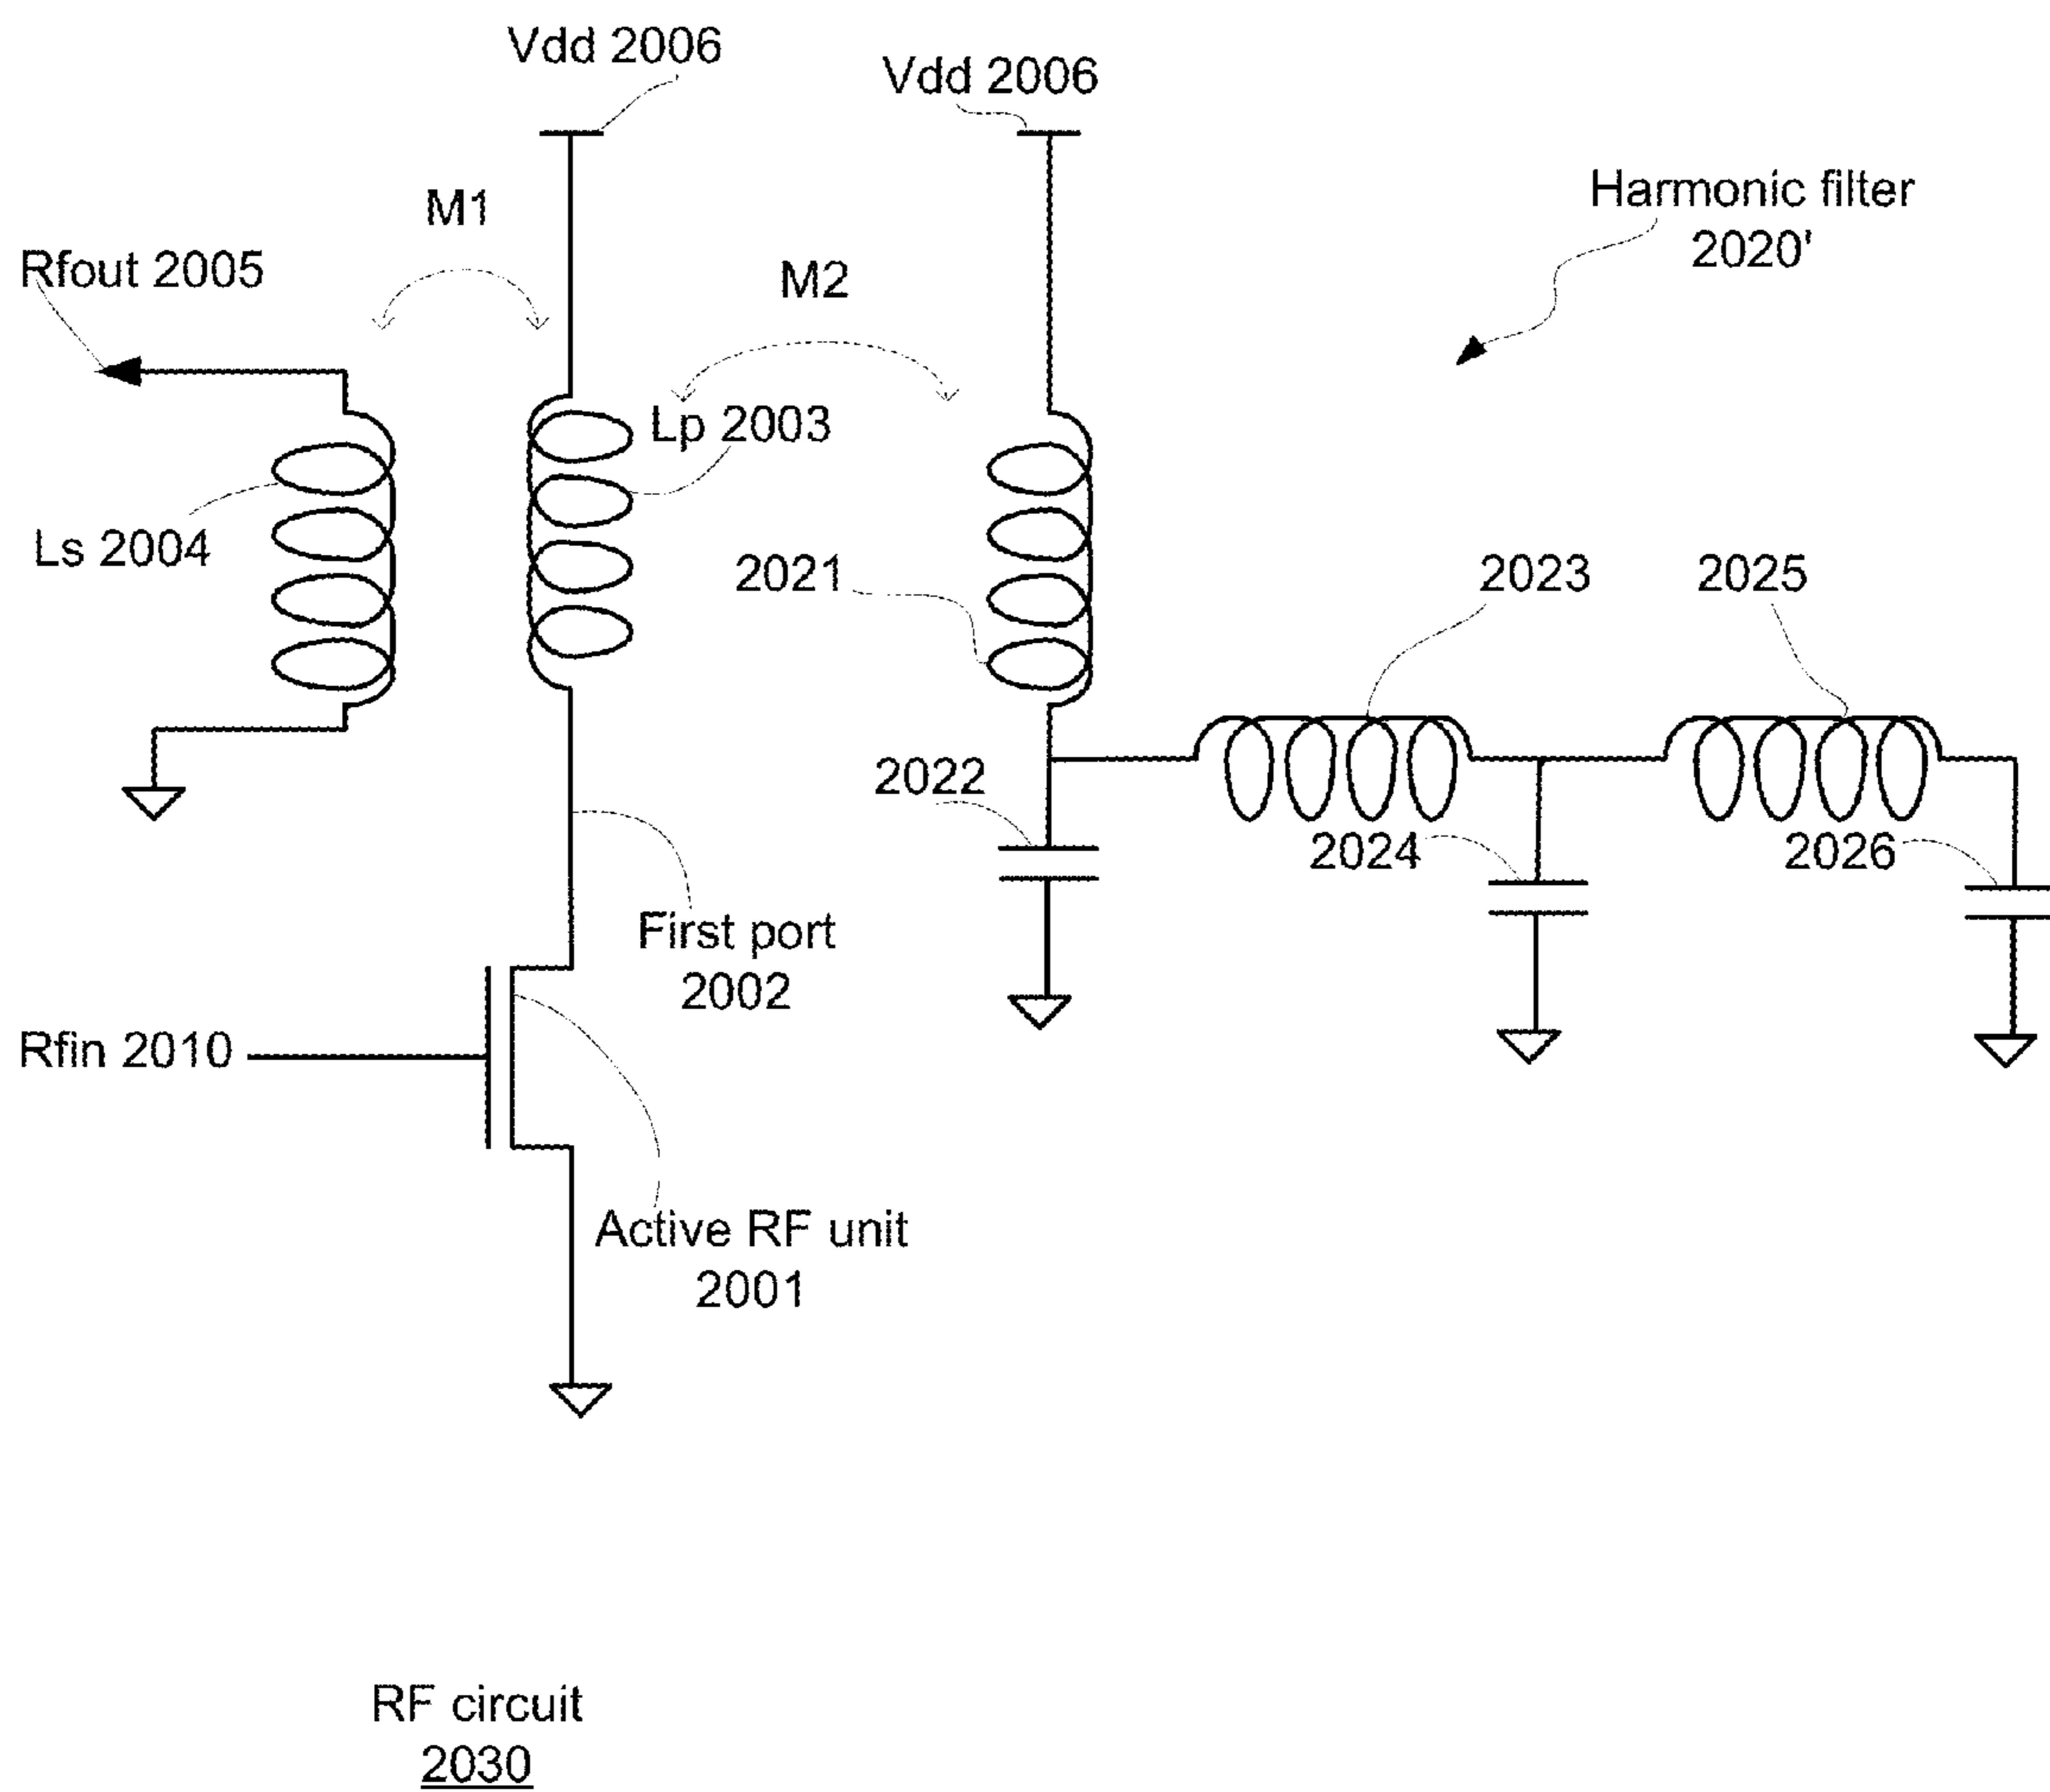 Vdd 2006
Vdd 2006
Harmonic filter
2020'
M1
Rfout 2005
M2
Lp 2003
Ls 2004
2021
2023
2025
2022
2024
2026
First port
2002
Rfin 2010
Active RF unit
2001
RF circuit
2030